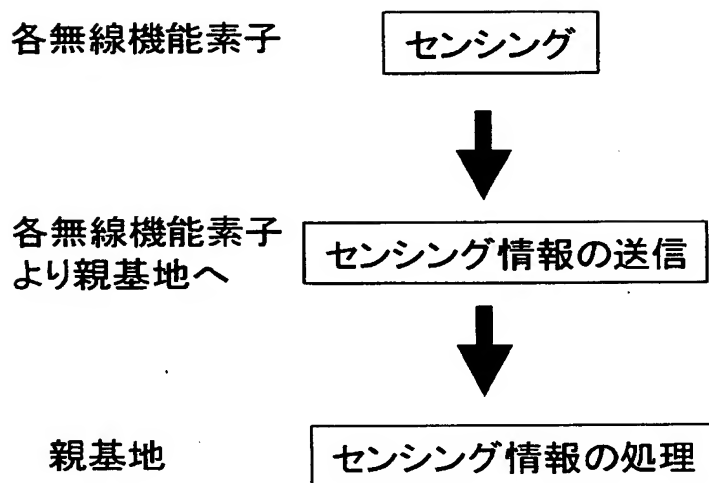 各無線機能素子
センシング
各無線機能素子
より親基地へ
センシング情報の送信
親基地
センシング情報の処理